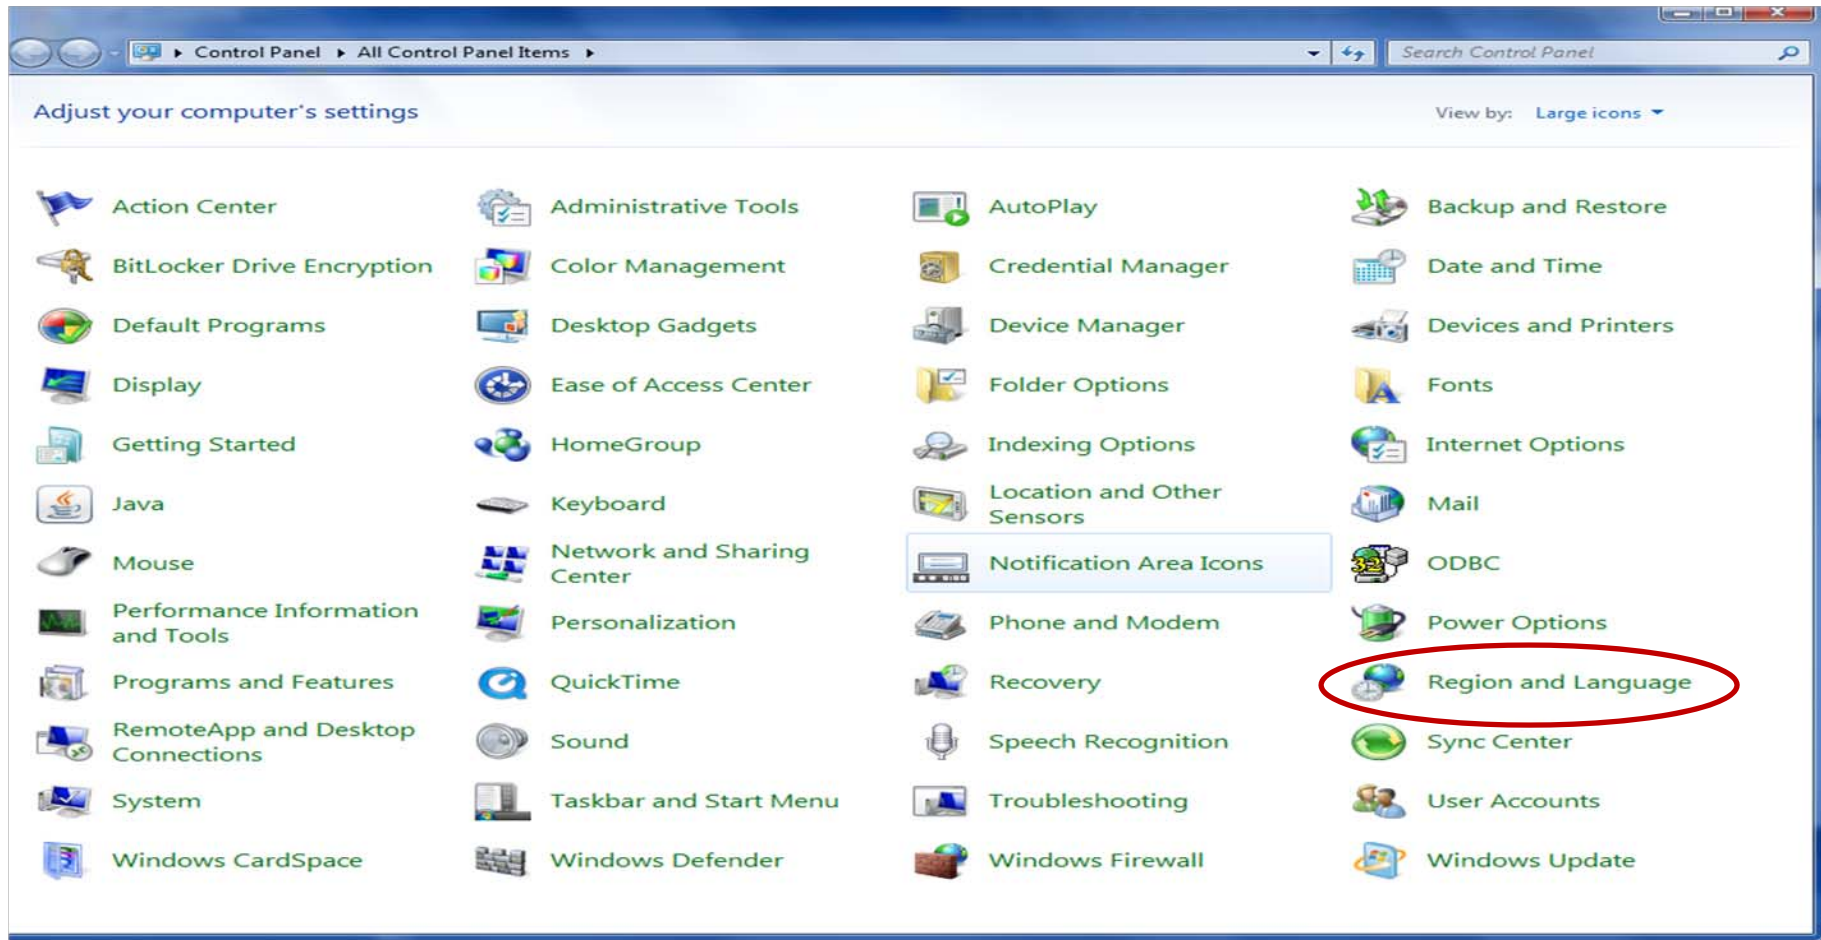 Control Panel All Control Panel Items Search Control Panel
Adjust your computer's settings View by: Large icons
Action Center Administrative Tools AutoPlay Backup and Restore
BitLocker Drive Encryption Color Management Credential Manager Date and Time
Default Programs Desktop Gadgets Device Manager Devices and Printers
Display Ease of Access Center Folder Options Fonts
Getting Started HomeGroup Indexing Options Internet Options
Java Keyboard Location and Other Sensors Mail
Mouse Network and Sharing Center Notification Area Icons 32 ODBC
Performance Information and Tools Personalization Phone and Modem Power Options
Programs and Features QuickTime Recovery Region and Language
RemoteApp and Desktop Connections Sound Speech Recognition Sync Center
System Taskbar and Start Menu Troubleshooting User Accounts
Windows CardSpace Windows Defender Windows Firewall Windows Update